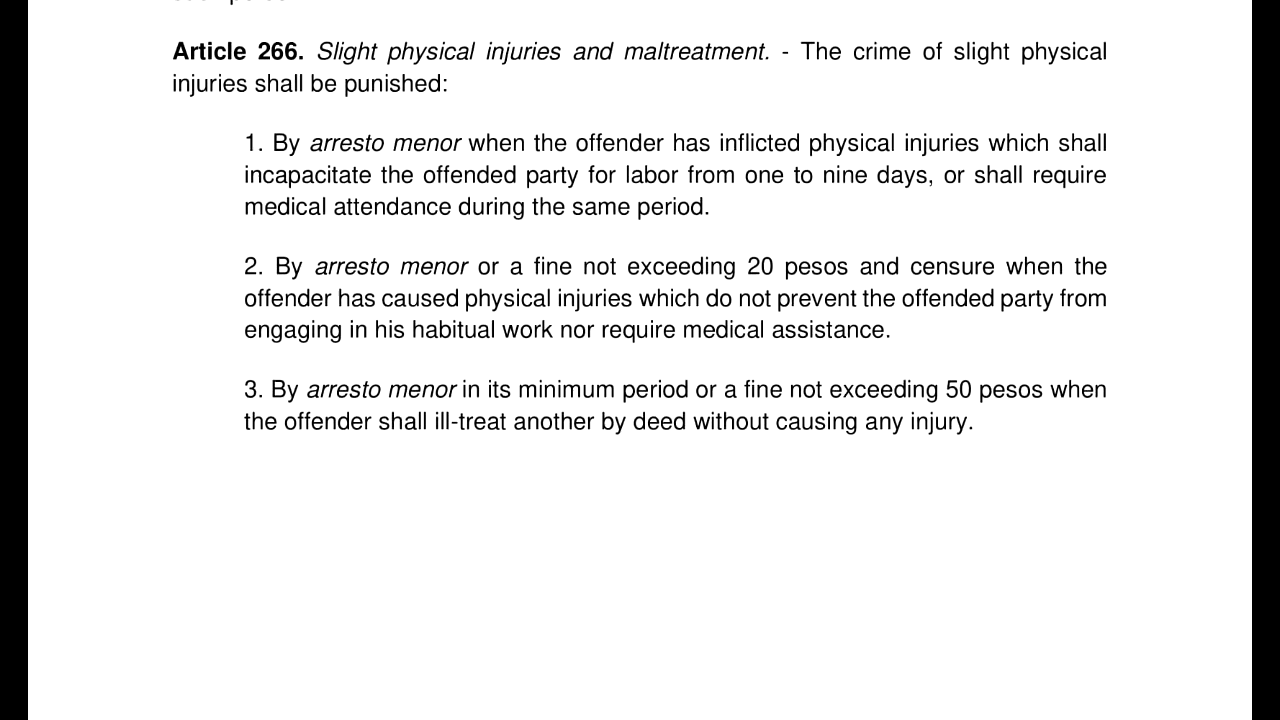 Article 266. Slight physical injuries and maltreatment. - The crime of slight physical
injuries shall be punished:
1. By arresto menor when the offender has inflicted physical injuries which shall
incapacitate the offended party for labor from one to nine days, or shall require
medical attendance during the same period.
2. By arresto menor or a fine not exceeding 20 pesos and censure when the
offender has caused physical injuries which do not prevent the offended party from
engaging in his habitual work nor require medical assistance.
3. By arresto menor in its minimum period or a fine not exceeding 50 pesos when
the offender shall ill-treat another by deed without causing any injury.